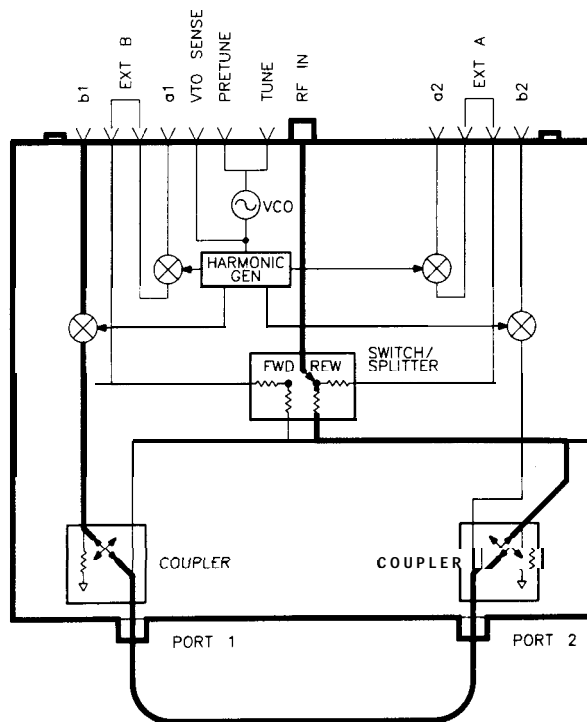 b1
EXT B
a1
VTO SENSE
PRETUNE
TUNE
RF IN
a2
EXT A
b2
VCO
HARMONIC
GEN
SWITCH/
SPLITTER
FWD REW
COUPLER
COUPLER
PORT 1
PORT 2